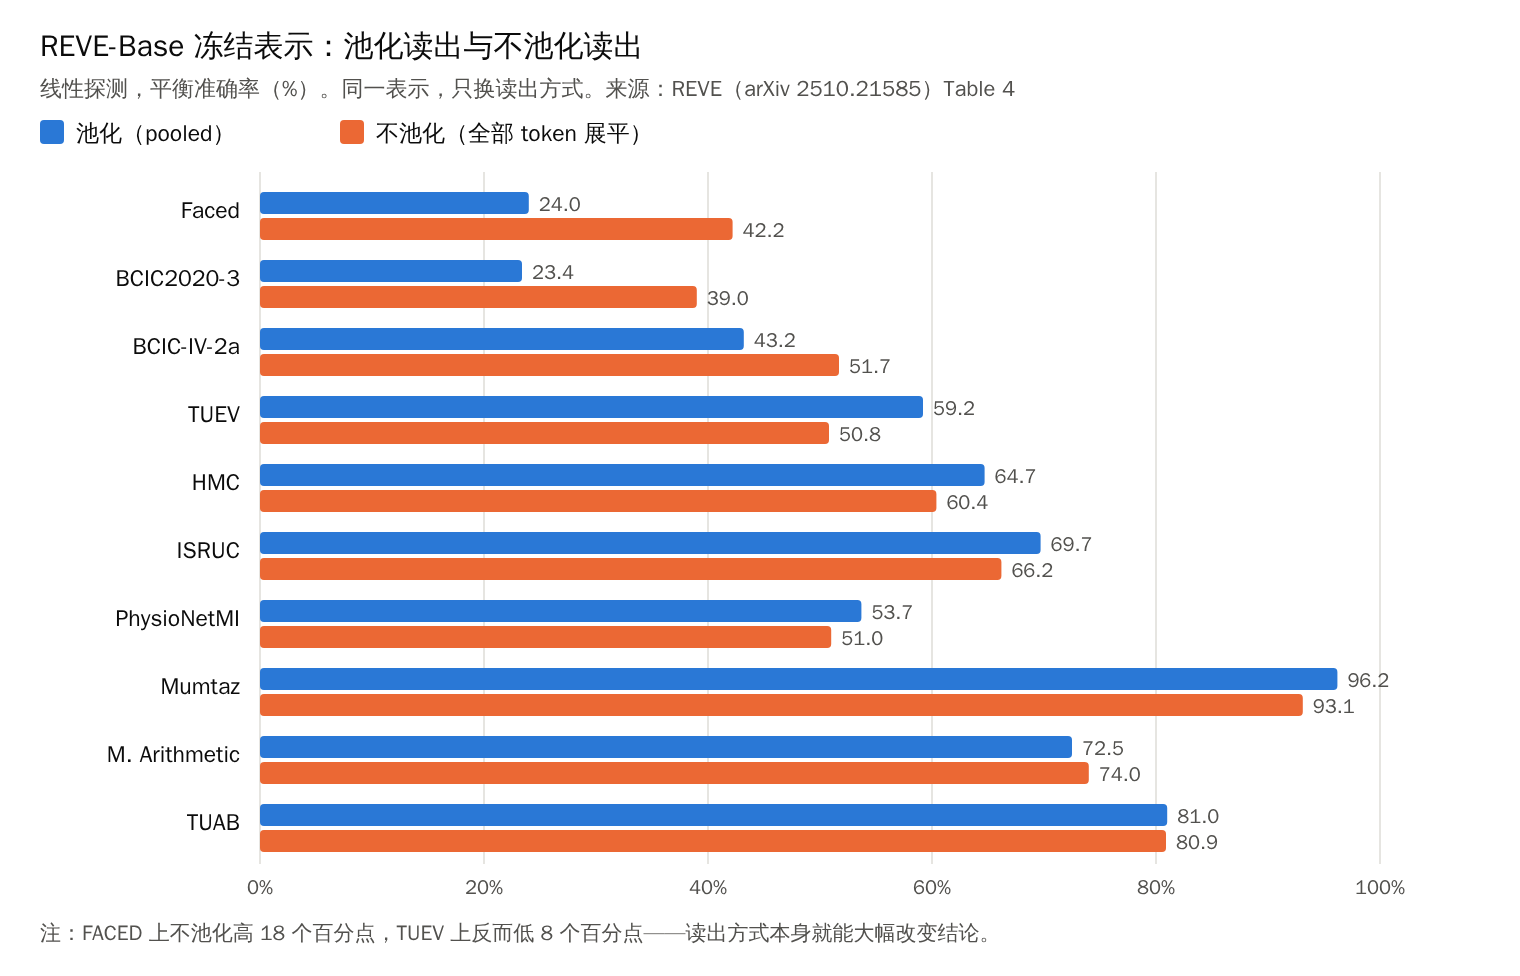 REVE-Base 冻结表示：池化读出与不池化读出
线性探测，平衡准确率（%）。同一表示，只换读出方式。来源：REVE（arXiv 2510.21585）Table 4
池化（pooled） 不池化（全部 token 展平）
Faced 24.0
42.2
BCIC2020-3 23.4
39.0
BCIC-IV-2a 43.2
51.7
TUEV 59.2
50.8
HMC 64.7
60.4
ISRUC 69.7
66.2
PhysioNetMI 53.7
51.0
Mumtaz 96.2
93.1
M. Arithmetic 72.5
74.0
TUAB 81.0
80.9
0% 20% 40% 60% 80% 100%
注：FACED 上不池化高 18 个百分点，TUEV 上反而低 8 个百分点——读出方式本身就能大幅改变结论。